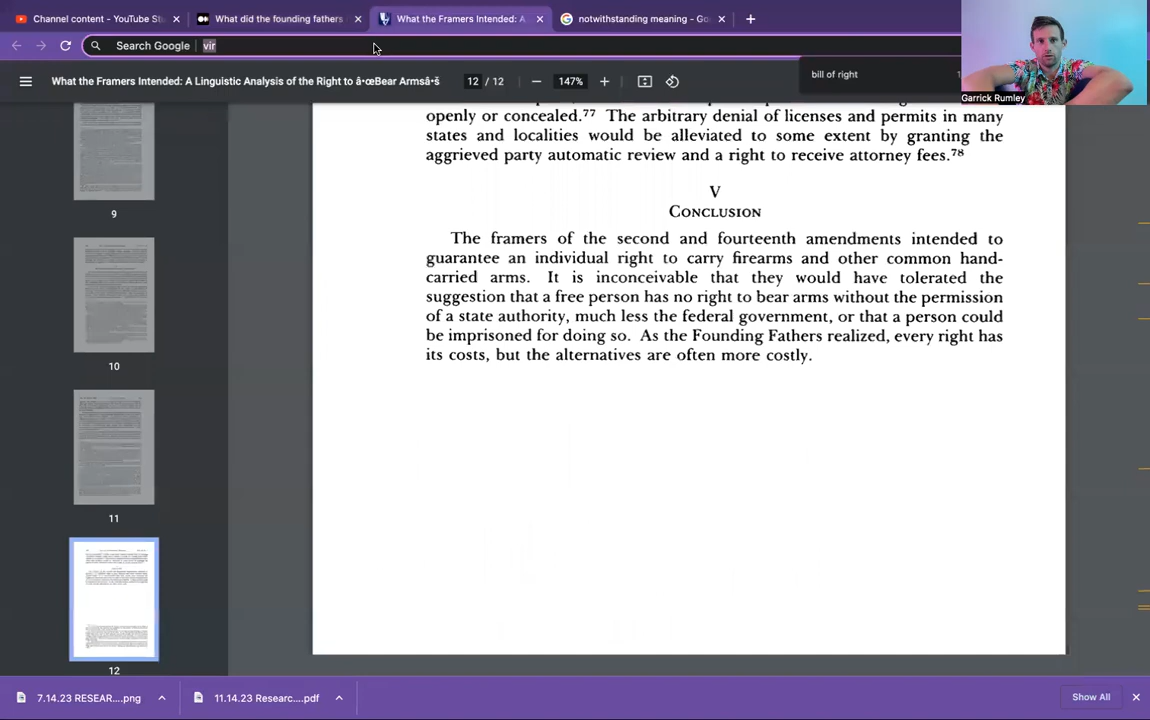 Channel content - YouTube St
What did the founding fathers
What the Framers Intended: A
notwithstanding meaning - Go
Search Google
vir
What the Framers Intended: A Linguistic Analysis of the Right to â•œBear Armsâ•š
12 / 12
147%
bill of right
Garrick Rumley
openly or concealed.77 The arbitrary denial of licenses and permits in many
states and localities would be alleviated to some extent by granting the
aggrieved party automatic review and a right to receive attorney fees.78
V
CONCLUSION
The framers of the second and fourteenth amendments intended to
guarantee an individual right to carry firearms and other common hand-
carried arms. It is inconceivable that they would have tolerated the
suggestion that a free person has no right to bear arms without the permission
of a state authority, much less the federal government, or that a person could
be imprisoned for doing so. As the Founding Fathers realized, every right has
its costs, but the alternatives are often more costly.
9
10
11
12
7.14.23 RESEAR....png
11.14.23 Researc....pdf
Show All